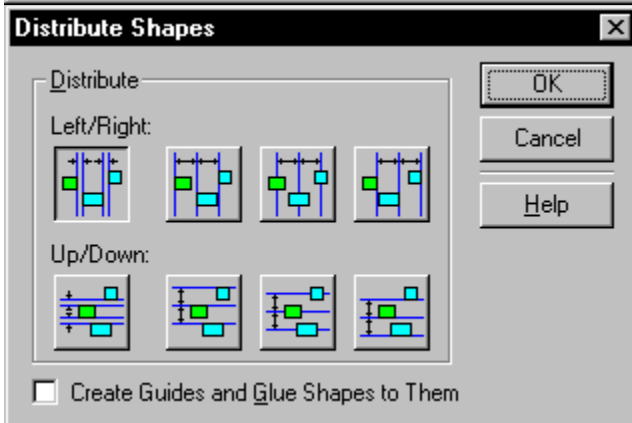 Distribute Shapes
Distribute
OK
Left/Right:
Cancel
Help
Up/Down:
Create Guides and Glue Shapes to Them